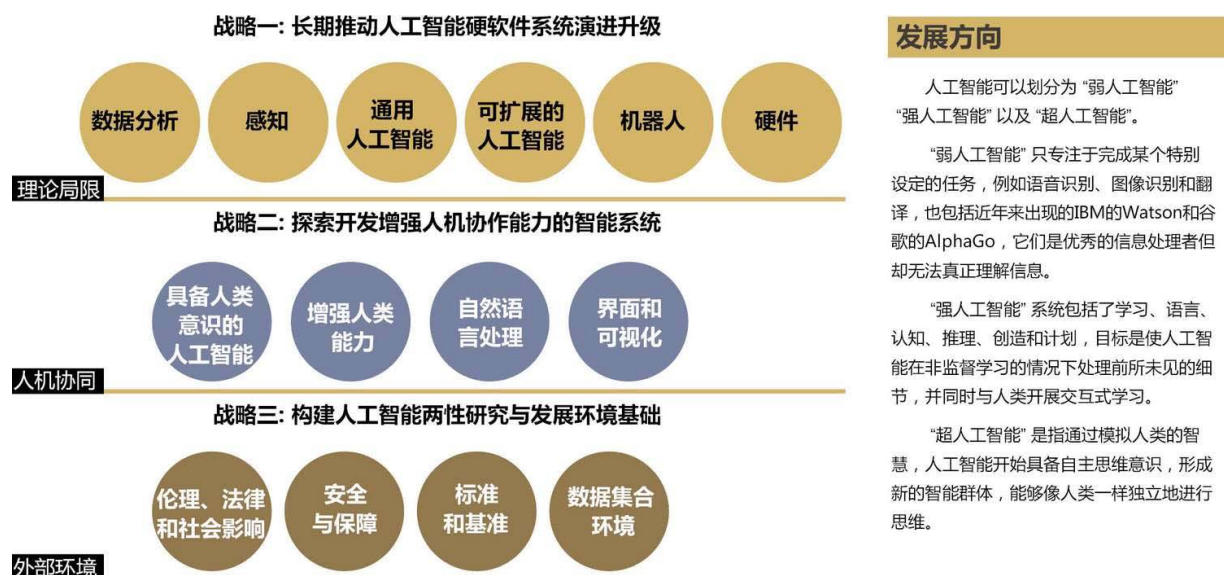 战略一: 长期推动人工智能硬软件系统演进升级
数据分析
感知
通用
人工智能
可扩展的
人工智能
机器人
硬件
理论局限
战略二: 探索开发增强人机协作能力的智能系统
具备人类
意识的
人工智能
增强人类
能力
自然语
言处理
界面和
可视化
人机协同
战略三: 构建人工智能两性研究与发展环境基础
伦理、法律
和社会影响
安全
与保障
标准
和基准
数据集合
环境
外部环境
发展方向
人工智能可以划分为 “弱人工智能”
“强人工智能” 以及 “超人工智能”。
“弱人工智能” 只专注于完成某个特别
设定的任务，例如语音识别、图像识别和翻
译，也包括近年来出现的IBM的Watson和谷
歌的AlphaGo，它们是优秀的信息处理者但
却无法真正理解信息。
“强人工智能” 系统包括了学习、语言、
认知、推理、创造和计划，目标是使人工智
能在非监督学习的情况下处理前所未见的细
节，并同时与人类开展交互式学习。
“超人工智能” 是指通过模拟人类的智
慧，人工智能开始具备自主思维意识，形成
新的智能群体，能够像人类一样独立地进行
思维。